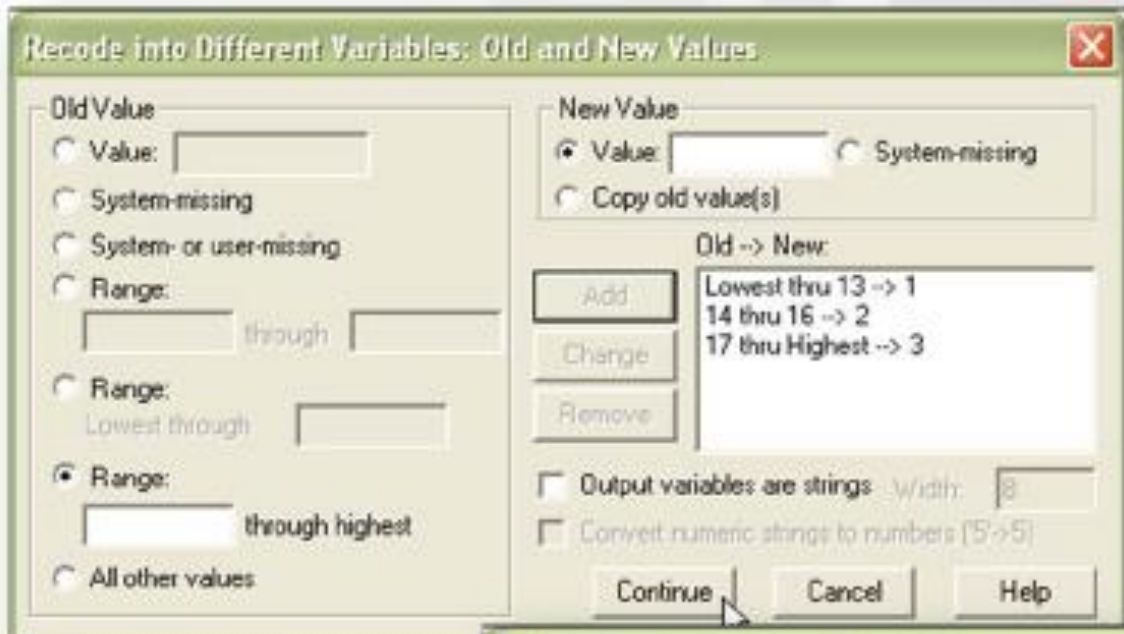 Recode into Different Variables: Old and New Values
Old Value
Value:
System-missing
System- or user-missing
Range:
through
Range:
Lowest through
Range:
through highest
All other values
New Value
Value:
System-missing
Copy old value(s)
Old --> New:
Add
Change
Remove
Lowest thru 13 --> 1
14 thru 16 --> 2
17 thru Highest --> 3
Output variables are strings Width: 8
Convert numeric strings to numbers ('5'->5)
Continue
Cancel
Help